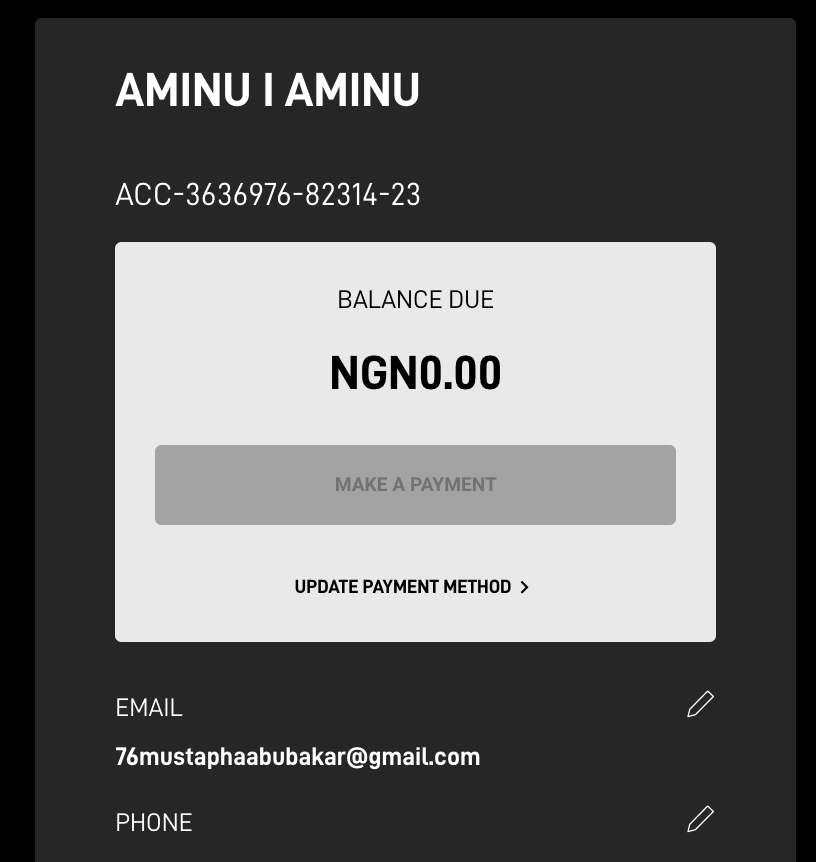 AMINU I AMINU
ACC-3636976-82314-23
BALANCE DUE
NGN0.00
MAKE A PAYMENT
UPDATE PAYMENT METHOD >
EMAIL
76mustaphaabubakar@gmail.com
PHONE